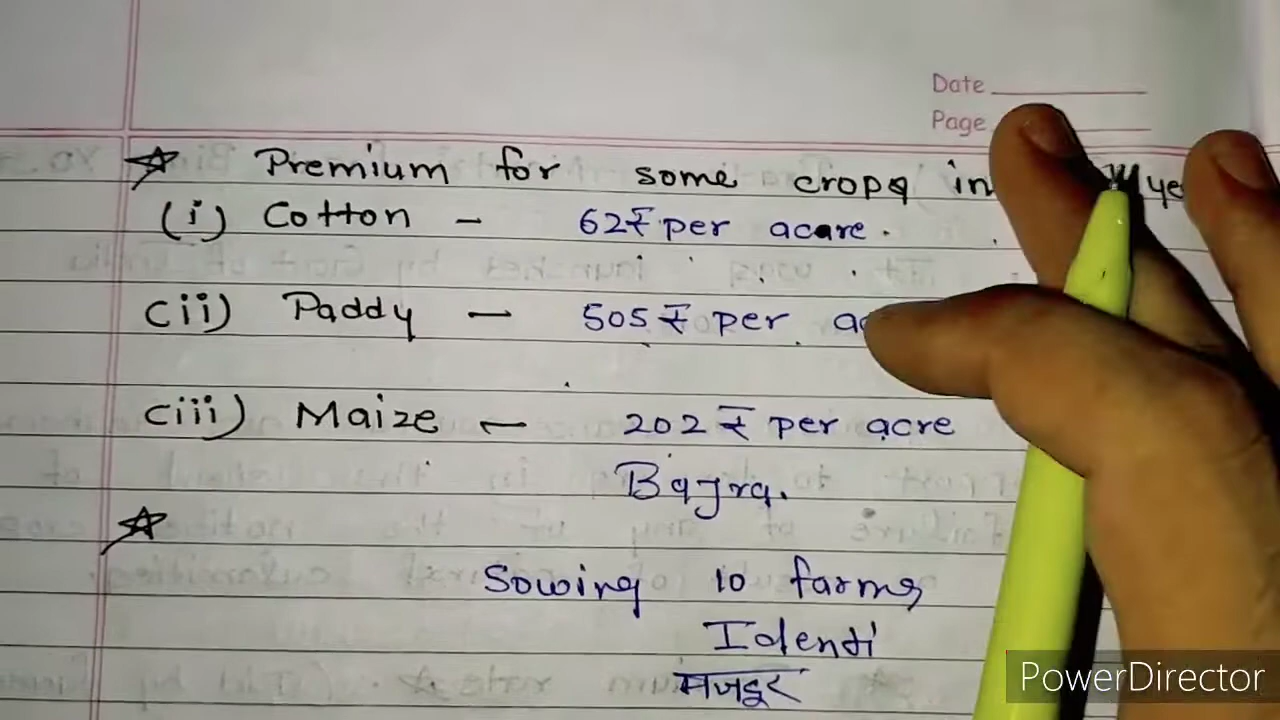 Date
Page
☆ Premium for some crops in
(i) Cotton - 62₹ per acare.
(ii) Paddy - 505 ₹ per
(iii) Maize - 202 ₹ per acre
Bajra.
☆
Sowing 10 farms
Identi
मजदूर
PowerDirector